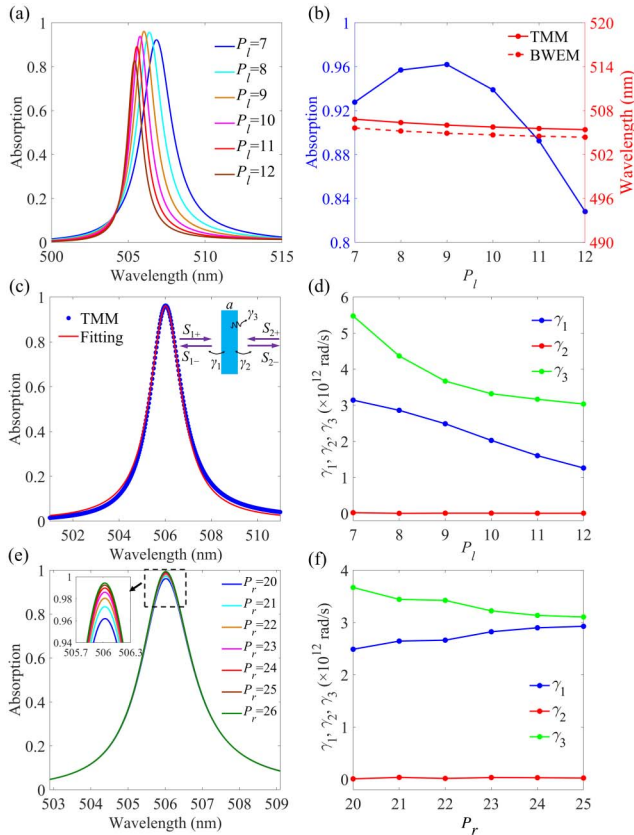 (a)
1
0.8
0.6
0.4
0.2
0
Absorption
500
505
510
515
Wavelength (nm)
P_l=7
P_l=8
P_l=9
P_l=10
P_l=11
P_l=12
(b)
1
0.96
0.92
0.88
0.84
0.8
Absorption
520
514
508
502
496
490
Wavelength (nm)
7
8
9
10
11
12
P_l
TMM
BWEM
(c)
1
0.8
0.6
0.4
0.2
0
Absorption
502
504
506
508
510
Wavelength (nm)
TMM
Fitting
a
γ3
S1+
S1−
S2+
S2−
γ1
γ2
(d)
6
5
4
3
2
1
0
γ1, γ2, γ3 (×10^12 rad/s)
7
8
9
10
11
12
P_l
γ1
γ2
γ3
(e)
1
0.8
0.6
0.4
0.2
0
Absorption
503
504
505
506
507
508
509
Wavelength (nm)
1
0.99
0.98
0.97
0.96
0.95
0.94
505.7
506
506.3
P_r=20
P_r=21
P_r=22
P_r=23
P_r=24
P_r=25
P_r=26
(f)
4
3
2
1
0
γ1, γ2, γ3 (×10^12 rad/s)
20
21
22
23
24
25
P_r
γ1
γ2
γ3